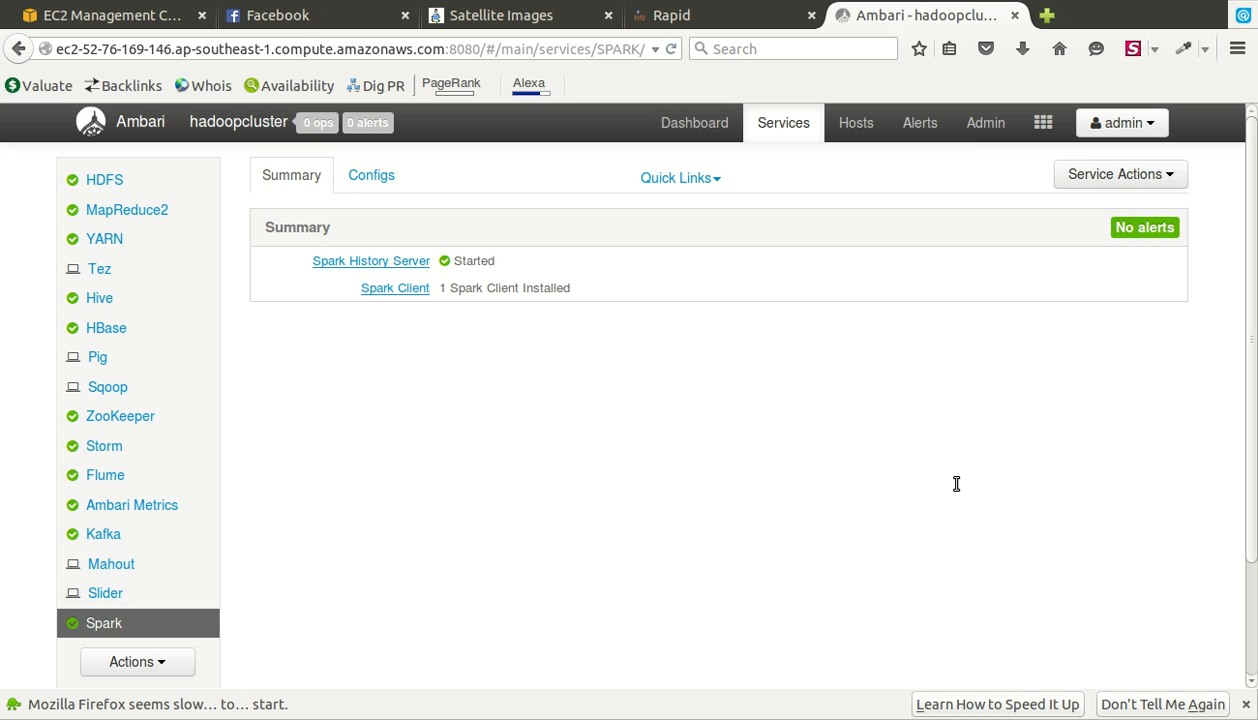 EC2 Management C...
Facebook
Satellite Images
Rapid
Ambari - hadoopclu...
ec2-52-76-169-146.ap-southeast-1.compute.amazonaws.com:8080/#/main/services/SPARK/
Search
Valuate
Backlinks
Whois
Availability
Dig PR
PageRank
Alexa
Ambari
hadoopcluster
0 ops
0 alerts
Dashboard
Services
Hosts
Alerts
Admin
admin
HDFS
MapReduce2
YARN
Tez
Hive
HBase
Pig
Sqoop
ZooKeeper
Storm
Flume
Ambari Metrics
Kafka
Mahout
Slider
Spark
Actions
Summary
Configs
Quick Links
Service Actions
Summary
No alerts
Spark History Server Started
Spark Client 1 Spark Client Installed
Mozilla Firefox seems slow... to... start.
Learn How to Speed It Up
Don't Tell Me Again